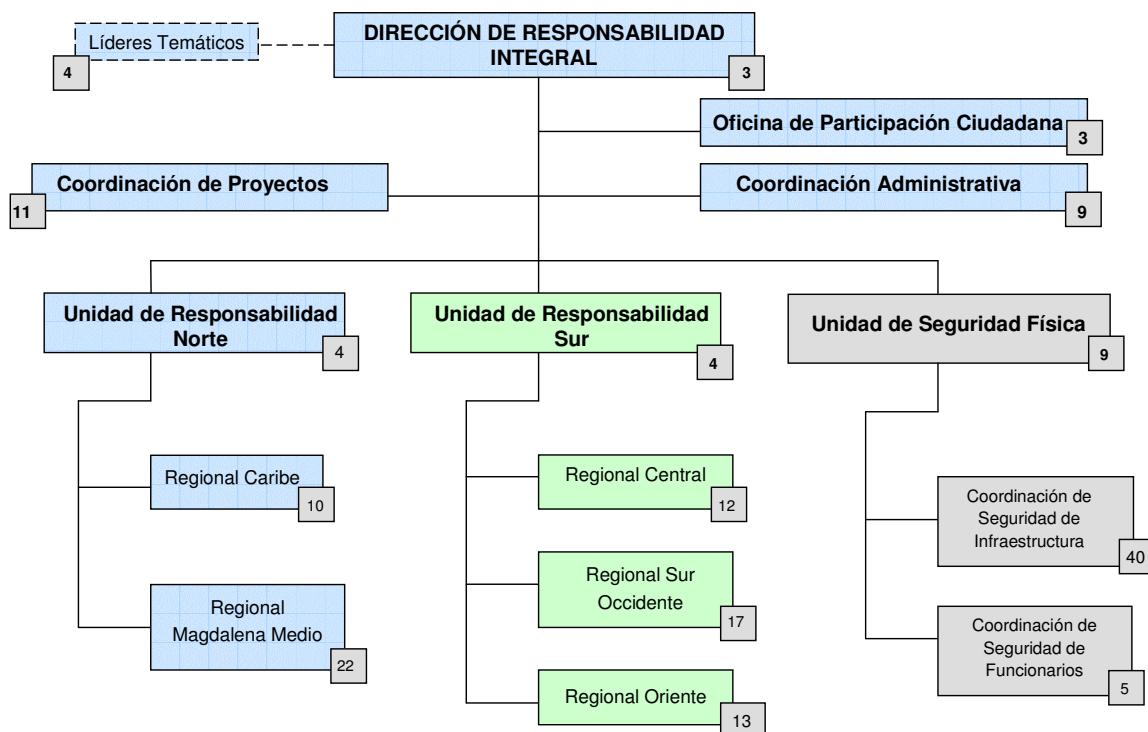 Líderes Temáticos
4
DIRECCIÓN DE RESPONSABILIDAD
INTEGRAL
3
Oficina de Participación Ciudadana
3
Coordinación de Proyectos
11
Coordinación Administrativa
9
Unidad de Responsabilidad
Norte
4
Unidad de Responsabilidad
Sur
4
Unidad de Seguridad Física
9
Regional Caribe
10
Regional
Magdalena Medio
22
Regional Central
12
Regional Sur
Occidente
17
Regional Oriente
13
Coordinación de
Seguridad de
Infraestructura
40
Coordinación de
Seguridad de
Funcionarios
5